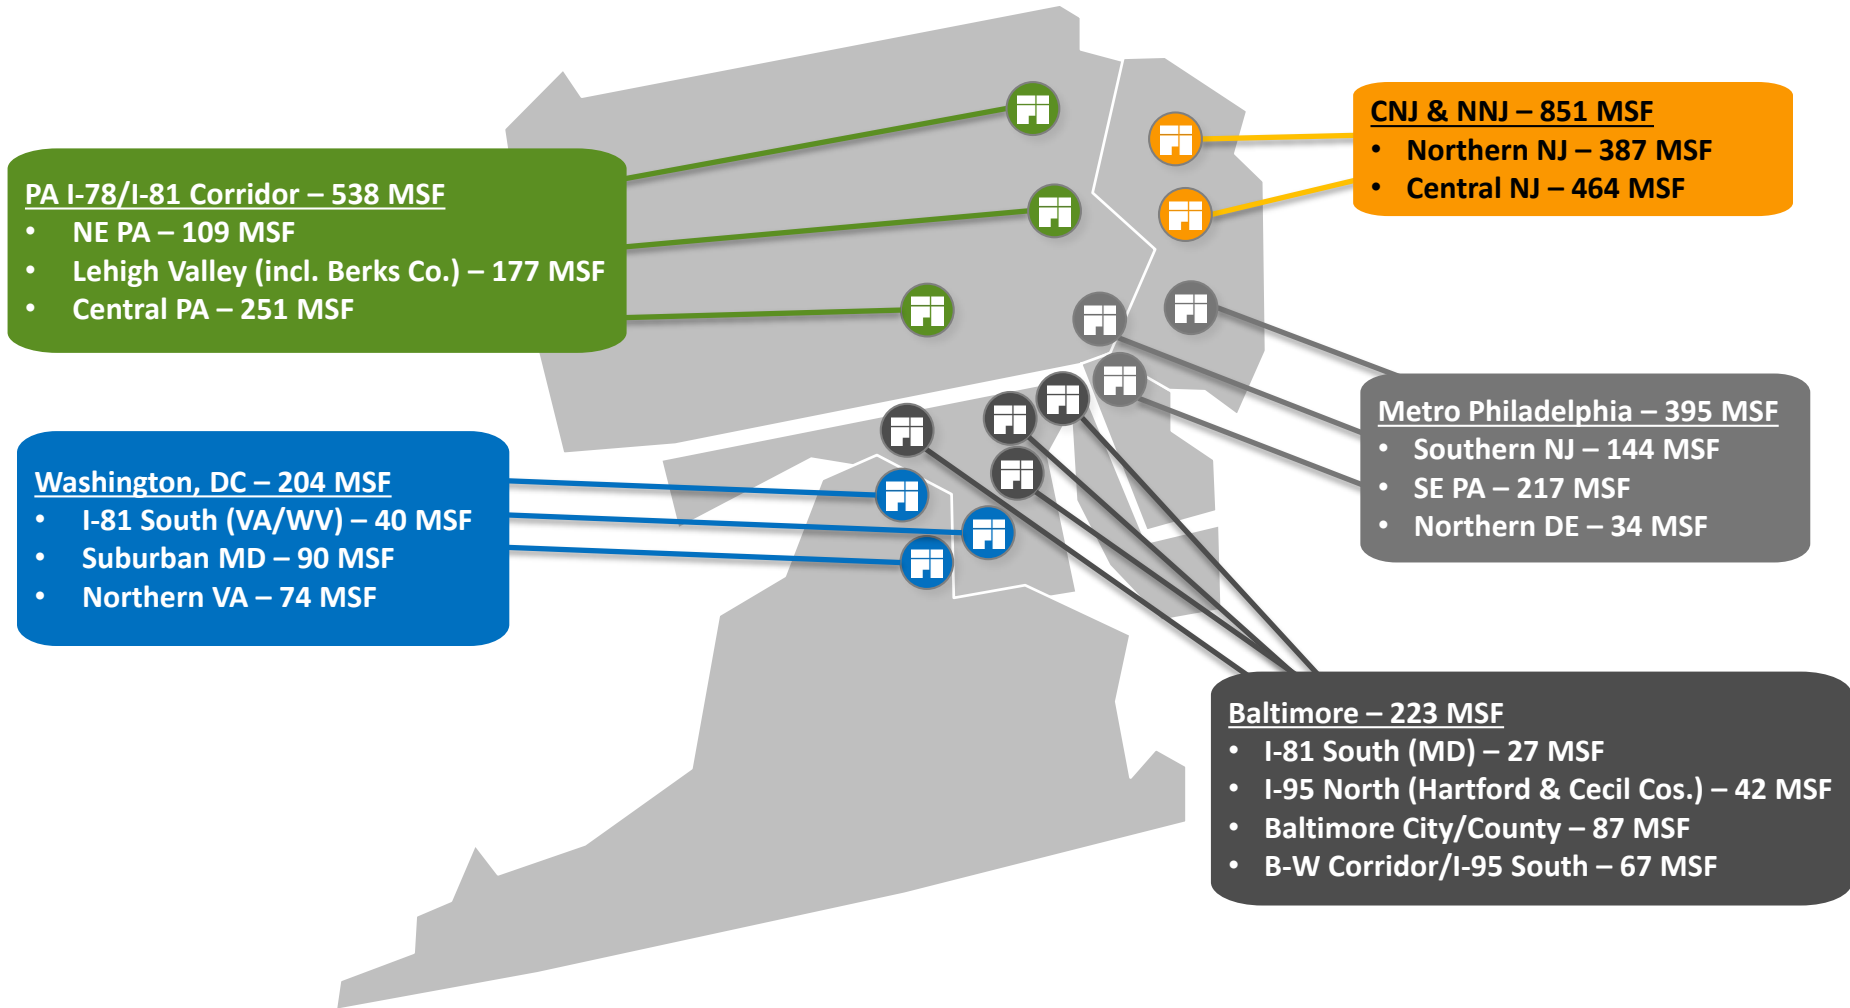 CNJ & NNJ – 851 MSF
• Northern NJ – 387 MSF
• Central NJ – 464 MSF
PA I-78/I-81 Corridor – 538 MSF
• NE PA – 109 MSF
• Lehigh Valley (incl. Berks Co.) – 177 MSF
• Central PA – 251 MSF
Metro Philadelphia – 395 MSF
• Southern NJ – 144 MSF
• SE PA – 217 MSF
• Northern DE – 34 MSF
Washington, DC – 204 MSF
• I-81 South (VA/WV) – 40 MSF
• Suburban MD – 90 MSF
• Northern VA – 74 MSF
Baltimore – 223 MSF
• I-81 South (MD) – 27 MSF
• I-95 North (Hartford & Cecil Cos.) – 42 MSF
• Baltimore City/County – 87 MSF
• B-W Corridor/I-95 South – 67 MSF